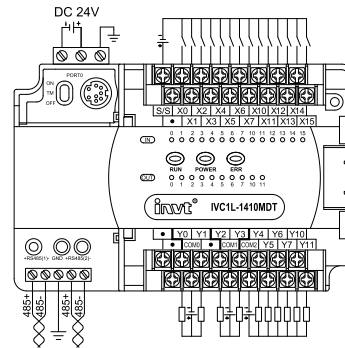 DC 24V
PORT0
ON
TM
OFF
S/S X0 X2 X4 X6 X10 X12 X14
• X1 X3 X5 X7 X11 X13 X15
0 1 2 3 4 5 6 7 10 11 12 13 14 15
IN
RUN POWER ERR
OUT
0 1 2 3 4 5 6 7 10 11
invt IVC1L-1410MDT
• Y0 Y1 Y2 Y3 Y4 Y6 Y10
• COM0 • COM1 COM2 Y5 Y7 Y11
+RS485(1)- GND +RS485(2)-
485+ 485- 485+ 485-